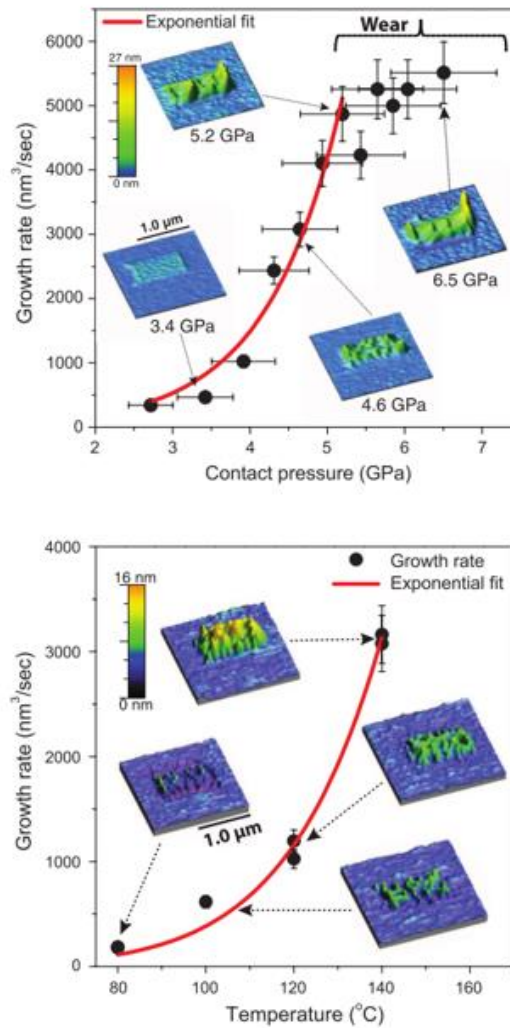 Exponential fit
Wear
6000
27 nm
5000
5.2 GPa
0 nm
4000
1.0 µm
Growth rate (nm³/sec)
3000
6.5 GPa
2000
3.4 GPa
1000
4.6 GPa
0
2 3 4 5 6 7
Contact pressure (GPa)
4000
16 nm
Growth rate
Exponential fit
3000
0 nm
Growth rate (nm³/sec)
2000
1.0 µm
1000
0
80 100 120 140 160
Temperature (°C)